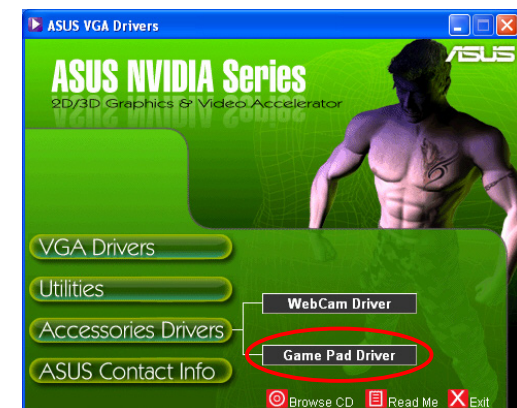 ASUS VGA Drivers
ASUS
ASUS NVIDIA Series
2D/3D Graphics & Video Accelerator
VGA Drivers
Utilities
WebCam Driver
Accessories Drivers
Game Pad Driver
ASUS Contact Info
Browse CD Read Me Exit